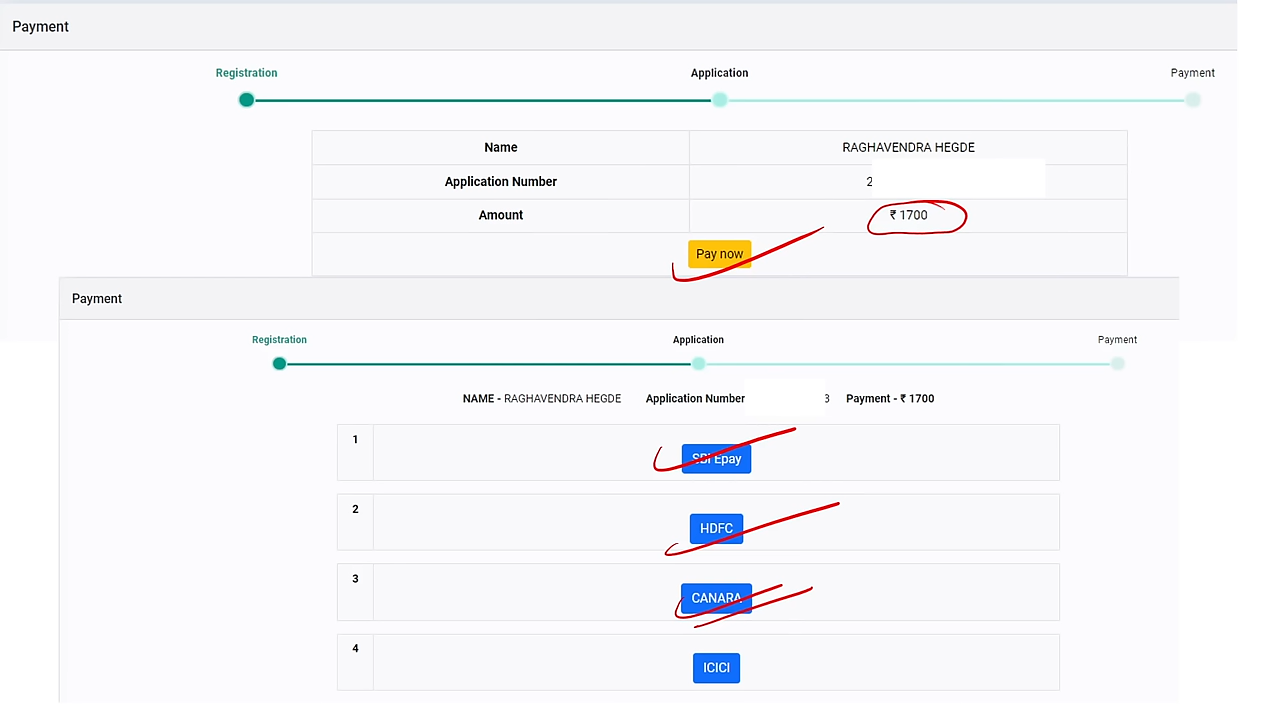 Payment
Registration Application Payment
Name RAGHAVENDRA HEGDE
Application Number 2
Amount ₹ 1700
Pay now
Payment
Registration Application Payment
NAME - RAGHAVENDRA HEGDE Application Number 3 Payment - ₹ 1700
1 SBI Epay
2 HDFC
3 CANARA
4 ICICI